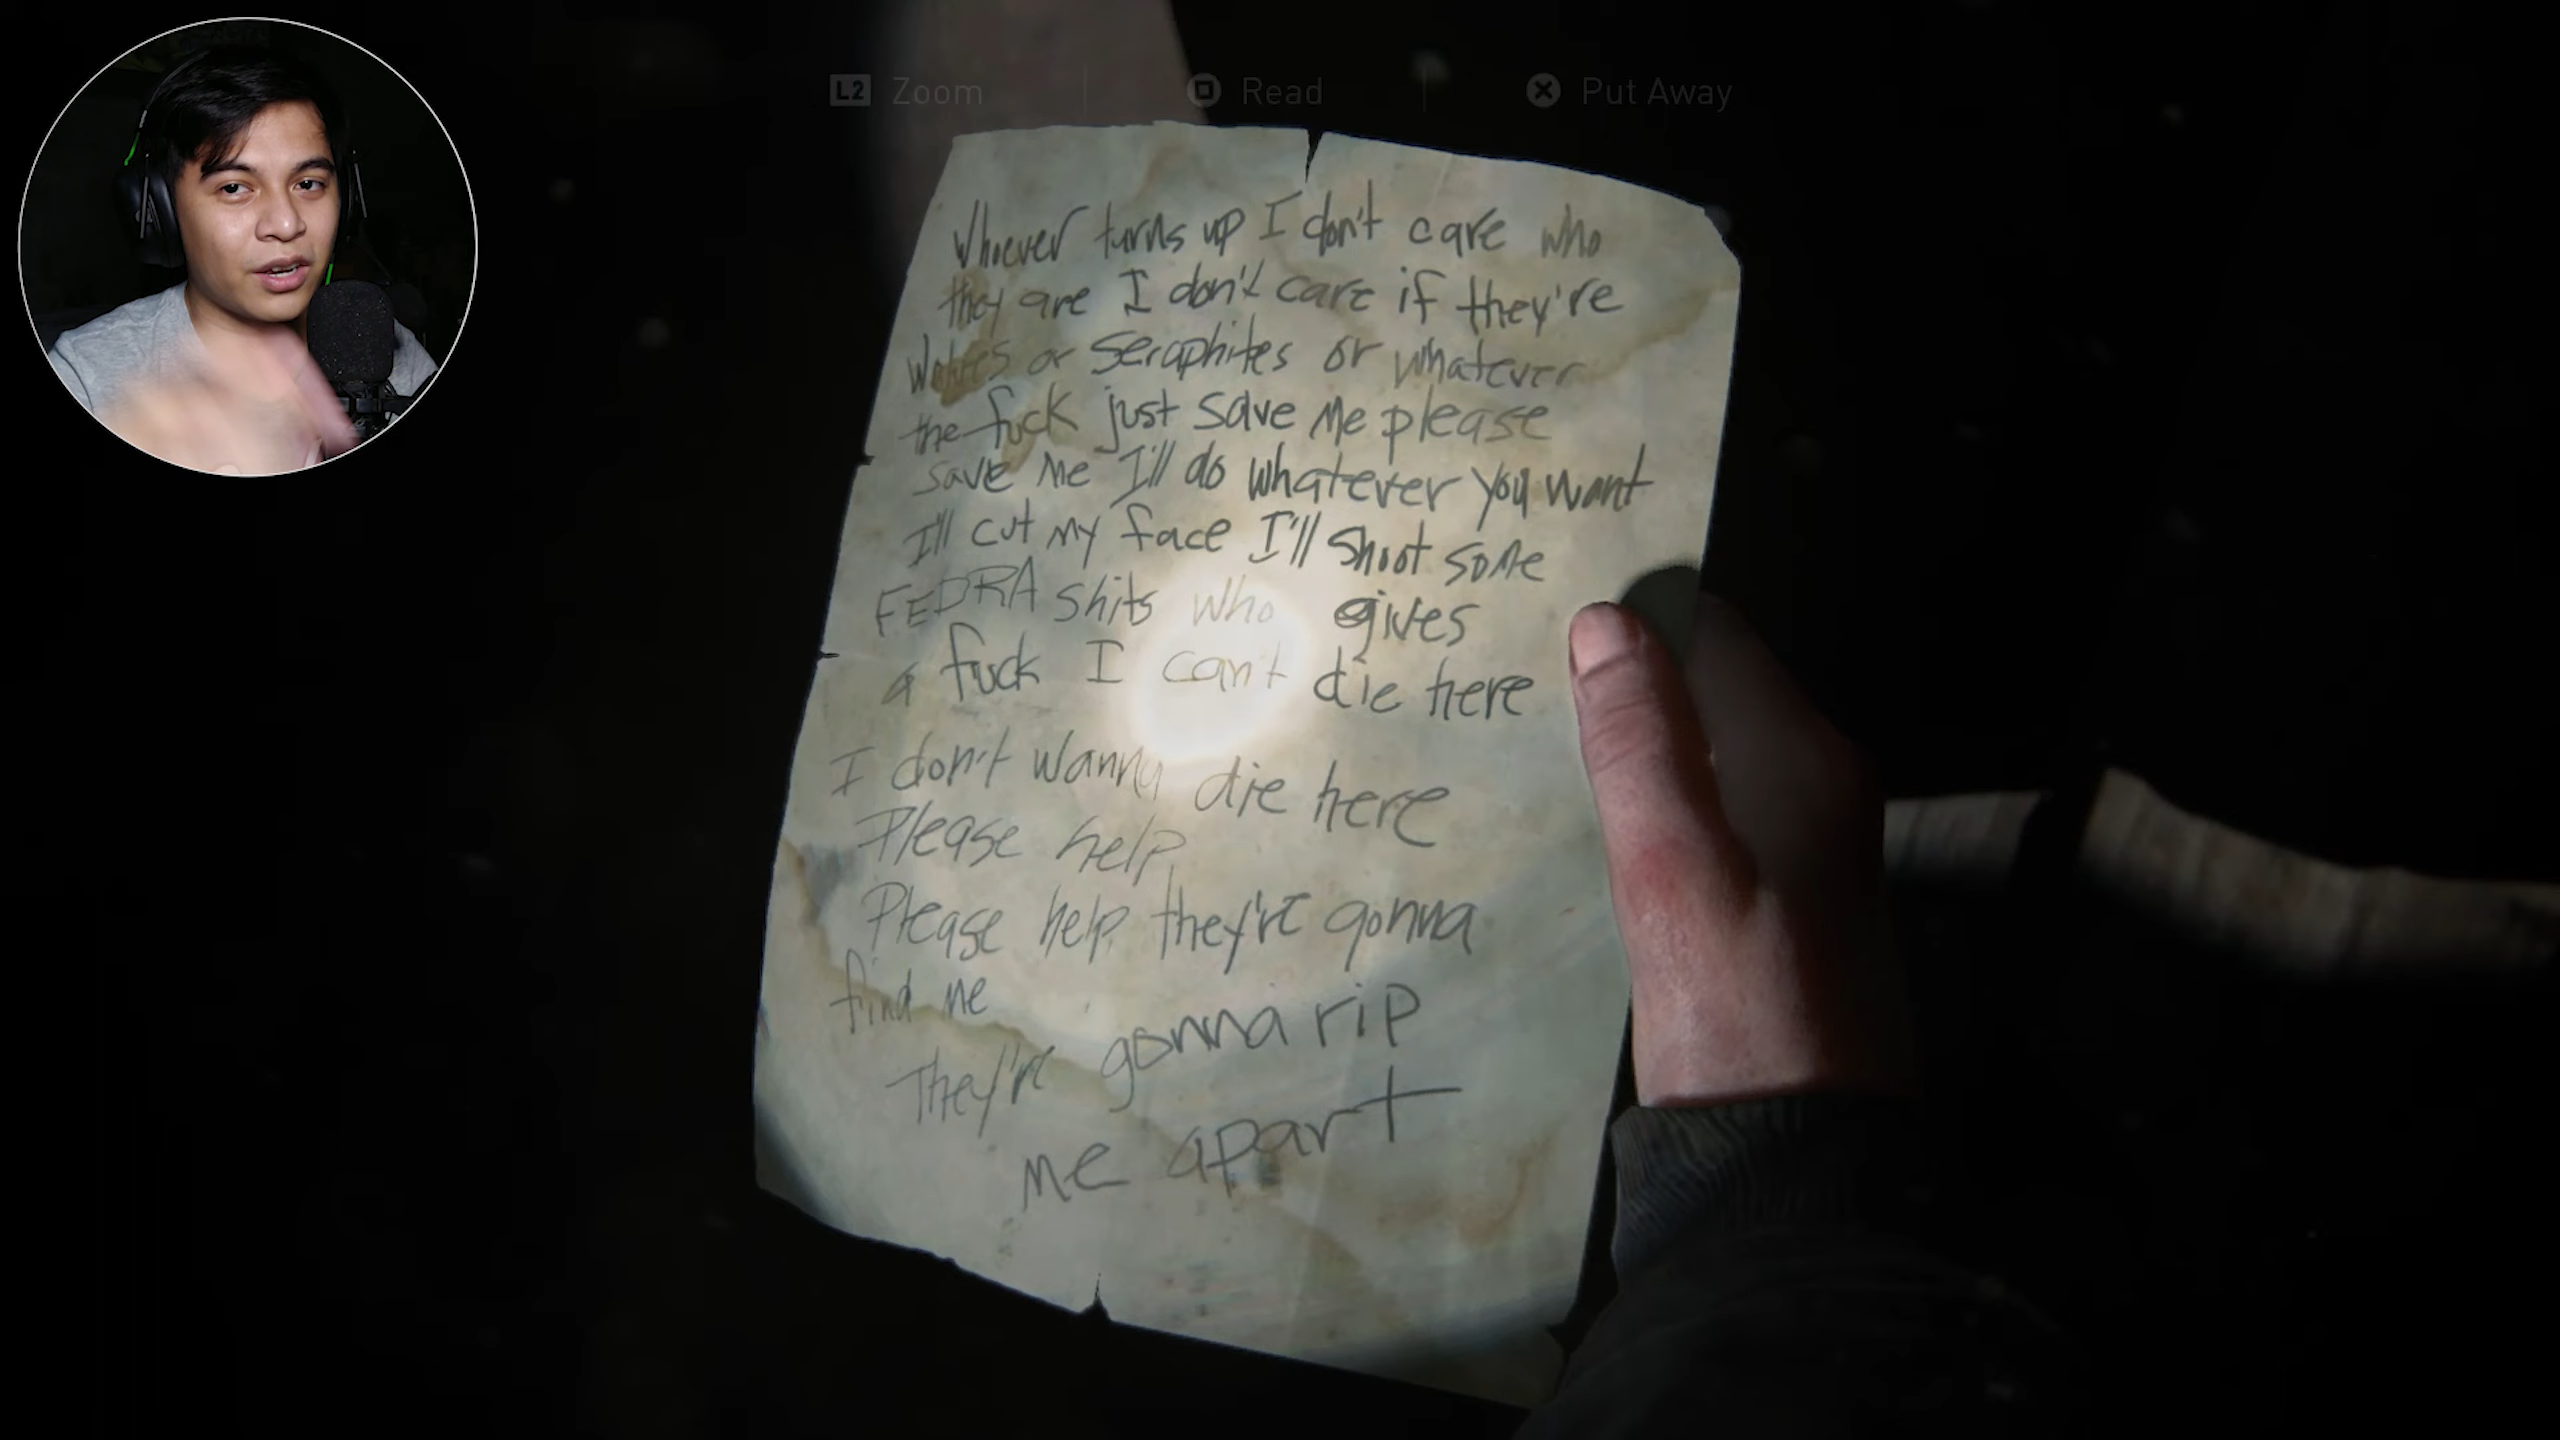 L2 Zoom Read Put Away
Whoever turns up I don't care who
they are I don't care if they're
Wolves or Seraphites or whatever
the fuck just save me please
save me I'll do whatever you want
I'll cut my face I'll shoot some
FEDRA shits who gives
a fuck I can't die here
I don't wanna die here
Please help
Please help they're gonna
find me
They're gonna rip
me apart